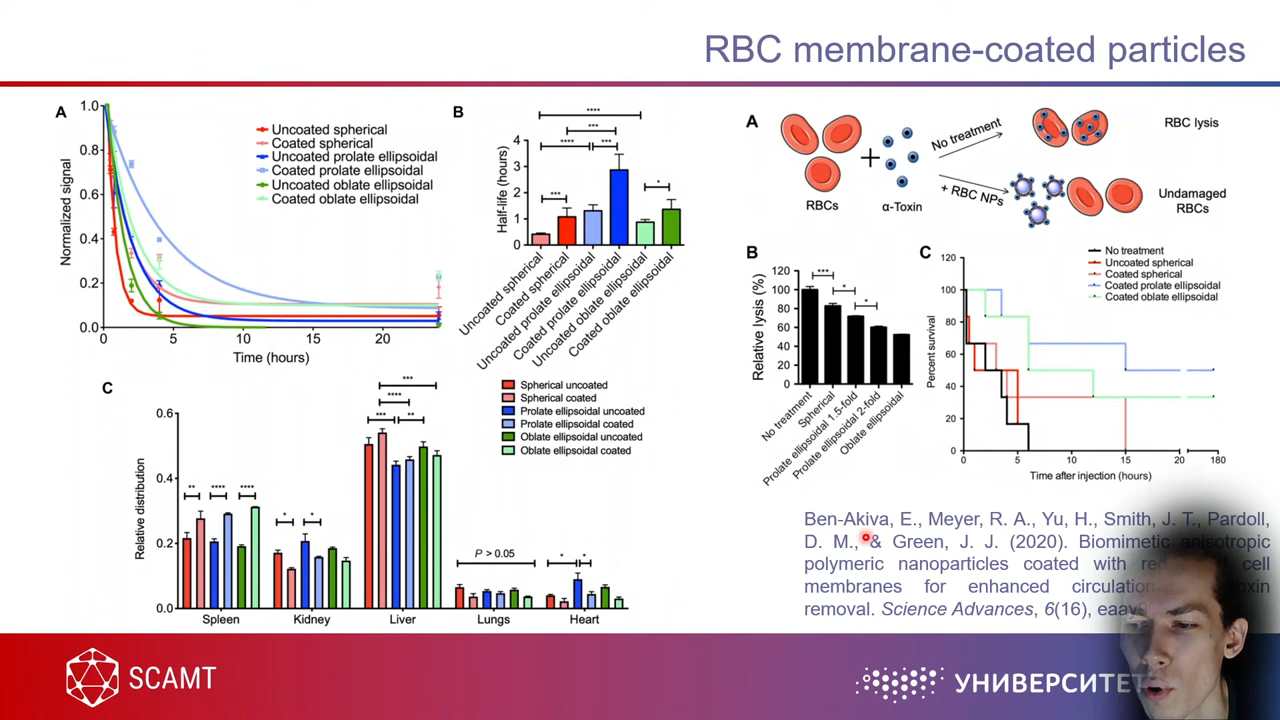 RBC membrane-coated particles
A
Normalized signal
1.0
0.8
0.6
0.4
0.2
0.0
0
5
10
15
20
Time (hours)
Uncoated spherical
Coated spherical
Uncoated prolate ellipsoidal
Coated prolate ellipsoidal
Uncoated oblate ellipsoidal
Coated oblate ellipsoidal
B
Half-life (hours)
4
3
2
1
0
****
***
**** ***
***
*
Uncoated spherical
Coated spherical
Uncoated prolate ellipsoidal
Coated prolate ellipsoidal
Uncoated oblate ellipsoidal
Coated oblate ellipsoidal
C
Relative distribution
0.6
0.4
0.2
0.0
** **** ****
* *
***
****
*** **
P > 0.05
* *
Spleen Kidney Liver Lungs Heart
Spherical uncoated
Spherical coated
Prolate ellipsoidal uncoated
Prolate ellipsoidal coated
Oblate ellipsoidal uncoated
Oblate ellipsoidal coated
A
RBCs
+
α-Toxin
No treatment
+ RBC NPs
RBC lysis
Undamaged
RBCs
B
Relative lysis (%)
120
100
80
60
40
20
0
***
*
*
No treatment
Spherical
Prolate ellipsoidal 1.5-fold
Prolate ellipsoidal 2-fold
Oblate ellipsoidal
C
Percent survival
120
100
80
60
40
20
0
0 5 10 15 20 180
Time after injection (hours)
No treatment
Uncoated spherical
Coated spherical
Coated prolate ellipsoidal
Coated oblate ellipsoidal
Ben-Akiva, E., Meyer, R. A., Yu, H., Smith, J. T., Pardoll,
D. M., & Green, J. J. (2020). Biomimetic anisotropic
polymeric nanoparticles coated with cell
membranes for enhanced circulation
removal. Science Advances, 6(16),
SCAMT
УНИВЕРСИТЕТ